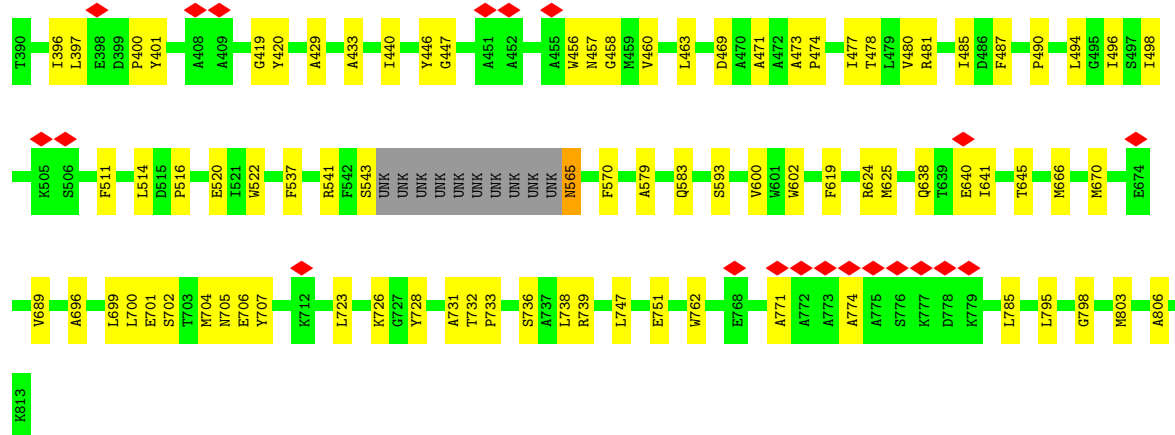 T390 I396 L397 E398 D399 P400 Y401 A408 A409 G419 Y420 A429 A433 I440 Y446 G447 A451 A452 A455 W456 N457 G458 M459 V460 L463 D469 A470 A471 A472 A473 P474 I477 T478 L479 V480 R481 I485 D486 F487 P490 L494 G495 I496 S497 I498
K505 S506 F511 L514 D515 P516 E520 I521 W522 F537 R541 F542 S543 UNK UNK UNK UNK UNK UNK UNK UNK UNK N565 F570 A579 Q583 S593 V600 W601 W602 F619 R624 M625 Q638 T639 E640 I641 T645 M666 M670 E674
V689 A696 L699 L700 E701 S702 T703 M704 N705 E706 Y707 K712 L723 K726 G727 Y728 A731 T732 P733 S736 A737 L738 R739 L747 E751 W762 E768 A771 A772 A773 A774 A775 S776 K777 D778 K779 L785 L795 G798 M803 A806
K813